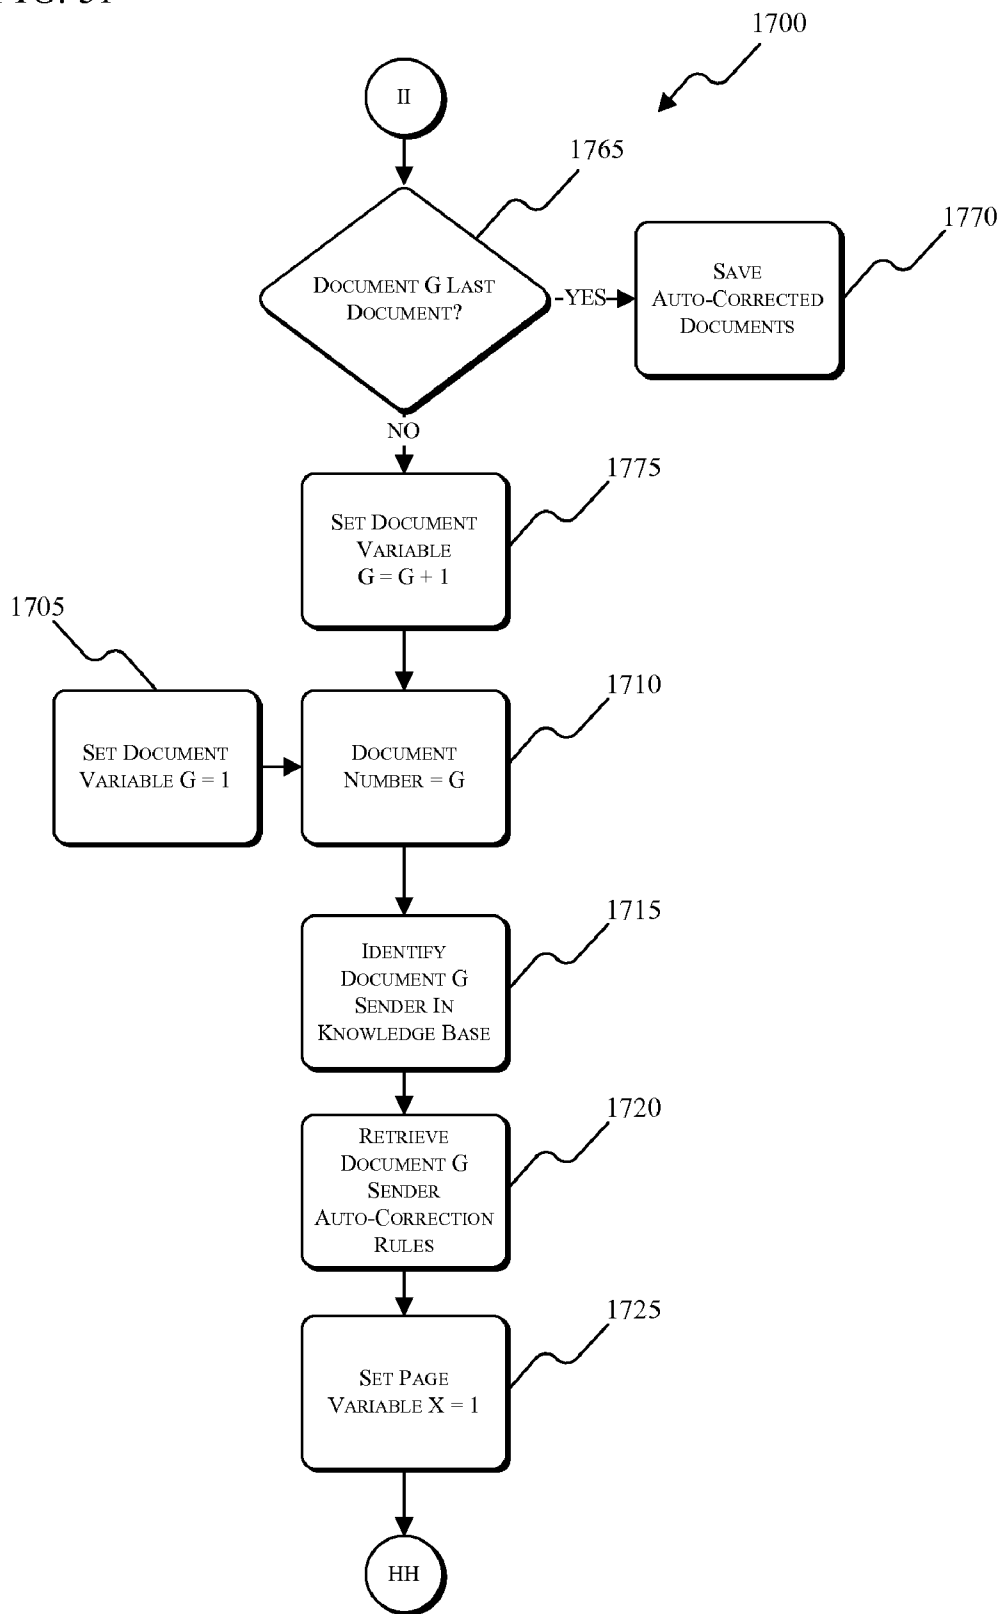 1700
II
1765
1770
DOCUMENT G LAST
DOCUMENT?
YES
SAVE
AUTO-CORRECTED
DOCUMENTS
NO
1775
SET DOCUMENT
VARIABLE
G = G + 1
1705
1710
SET DOCUMENT
VARIABLE G = 1
DOCUMENT
NUMBER = G
1715
IDENTIFY
DOCUMENT G
SENDER IN
KNOWLEDGE BASE
1720
RETRIEVE
DOCUMENT G
SENDER
AUTO-CORRECTION
RULES
1725
SET PAGE
VARIABLE X = 1
HH